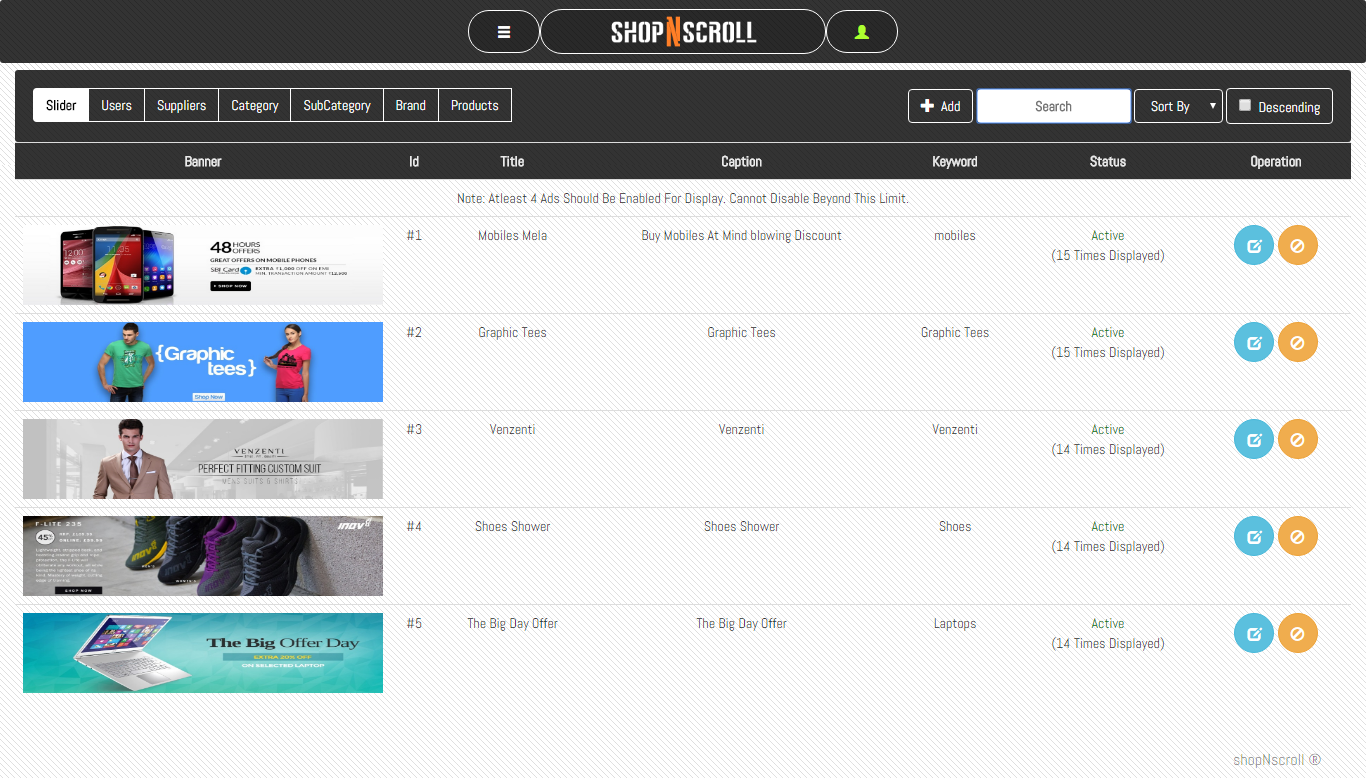 SHOPNSCROLL
Slider Users Suppliers Category SubCategory Brand Products
Add Search Sort By Descending
Banner Id Title Caption Keyword Status Operation
Note: Atleast 4 Ads Should Be Enabled For Display. Cannot Disable Beyond This Limit.
48 HOURS OFFERS
GREAT OFFERS ON MOBILE PHONES
SBI Card EXTRA ₹1,000 OFF ON EMI
MIN. TRANSACTION AMOUNT ₹12,500
SHOP NOW
#1 Mobiles Mela Buy Mobiles At Mind blowing Discount mobiles Active
(15 Times Displayed)
{Graphic
tees}
Shop Now
#2 Graphic Tees Graphic Tees Graphic Tees Active
(15 Times Displayed)
VENZENTI
PERFECT FITTING CUSTOM SUIT
MENS SUITS & SHIRTS
#3 Venzenti Venzenti Venzenti Active
(14 Times Displayed)
F-LITE 235
45%
inov8
SHOP NOW
#4 Shoes Shower Shoes Shower Shoes Active
(14 Times Displayed)
The Big Offer Day
EXTRA 20% OFF
ON SELECTED LAPTOP
#5 The Big Day Offer The Big Day Offer Laptops Active
(14 Times Displayed)
shopNscroll ®